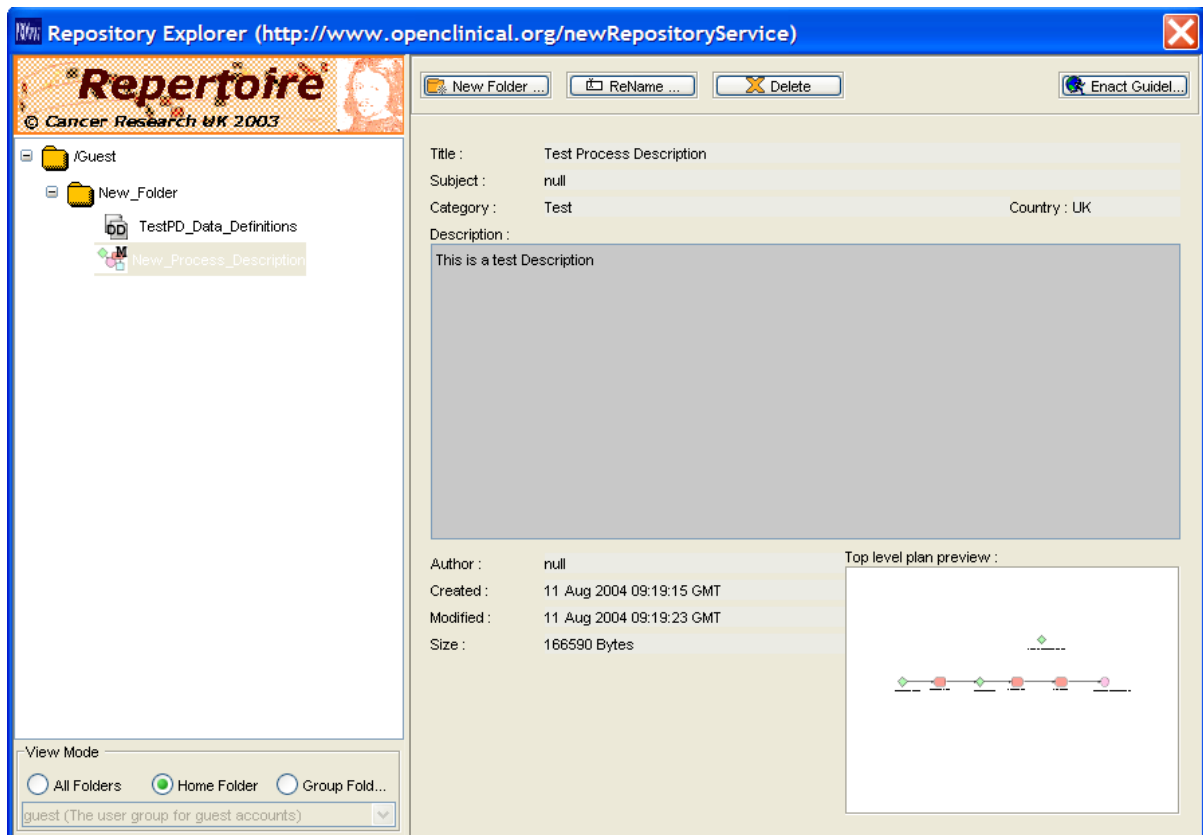 Repository Explorer (http://www.openclinical.org/newRepositoryService)
Repertoire
© Cancer Research UK 2003
/Guest
New_Folder
DD TestPD_Data_Definitions
M New_Process_Description
View Mode
All Folders Home Folder Group Fold...
guest (The user group for guest accounts)
New Folder ... ReName ... Delete Enact Guidel...
Title : Test Process Description
Subject : null
Category : Test Country : UK
Description :
This is a test Description
Author : null
Created : 11 Aug 2004 09:19:15 GMT
Modified : 11 Aug 2004 09:19:23 GMT
Size : 166590 Bytes
Top level plan preview :